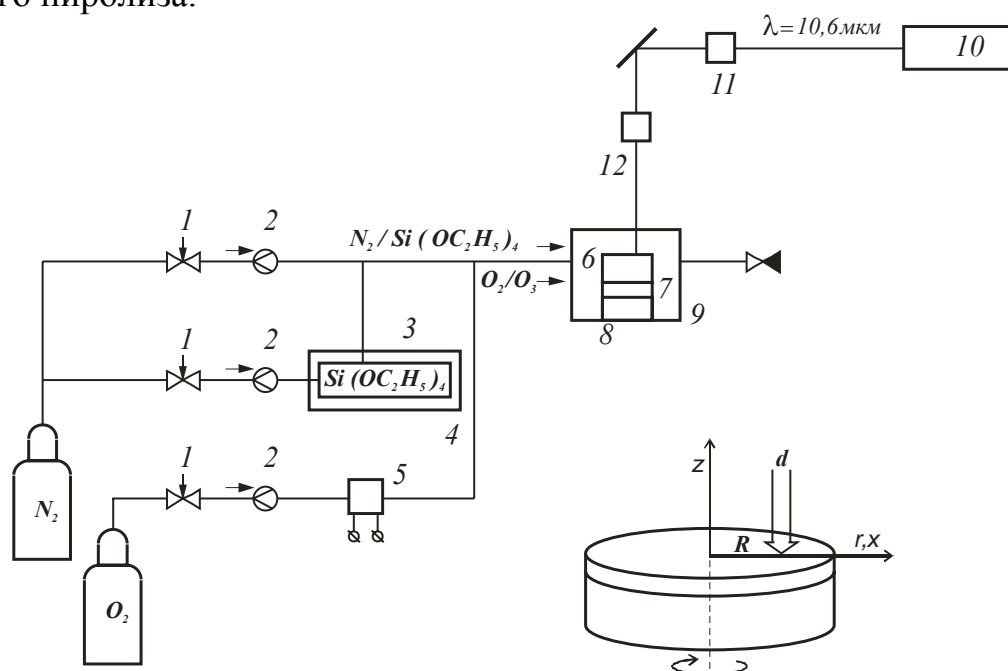 го пиролиза.
λ=10,6мкм
10
11
12
1
2
N₂/Si(OC₂H₅)₄
O₂/O₃
6
7
8
9
1
2
3
Si(OC₂H₅)₄
4
1
2
5
N₂
O₂
z
d
R
r,x